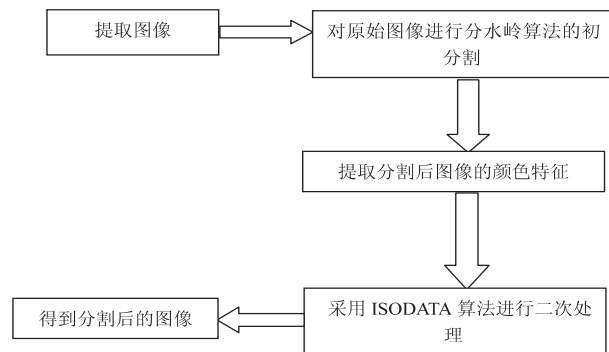 提取图像
对原始图像进行分水岭算法的初
分割
提取分割后图像的颜色特征
采用 ISODATA 算法进行二次处
理
得到分割后的图像